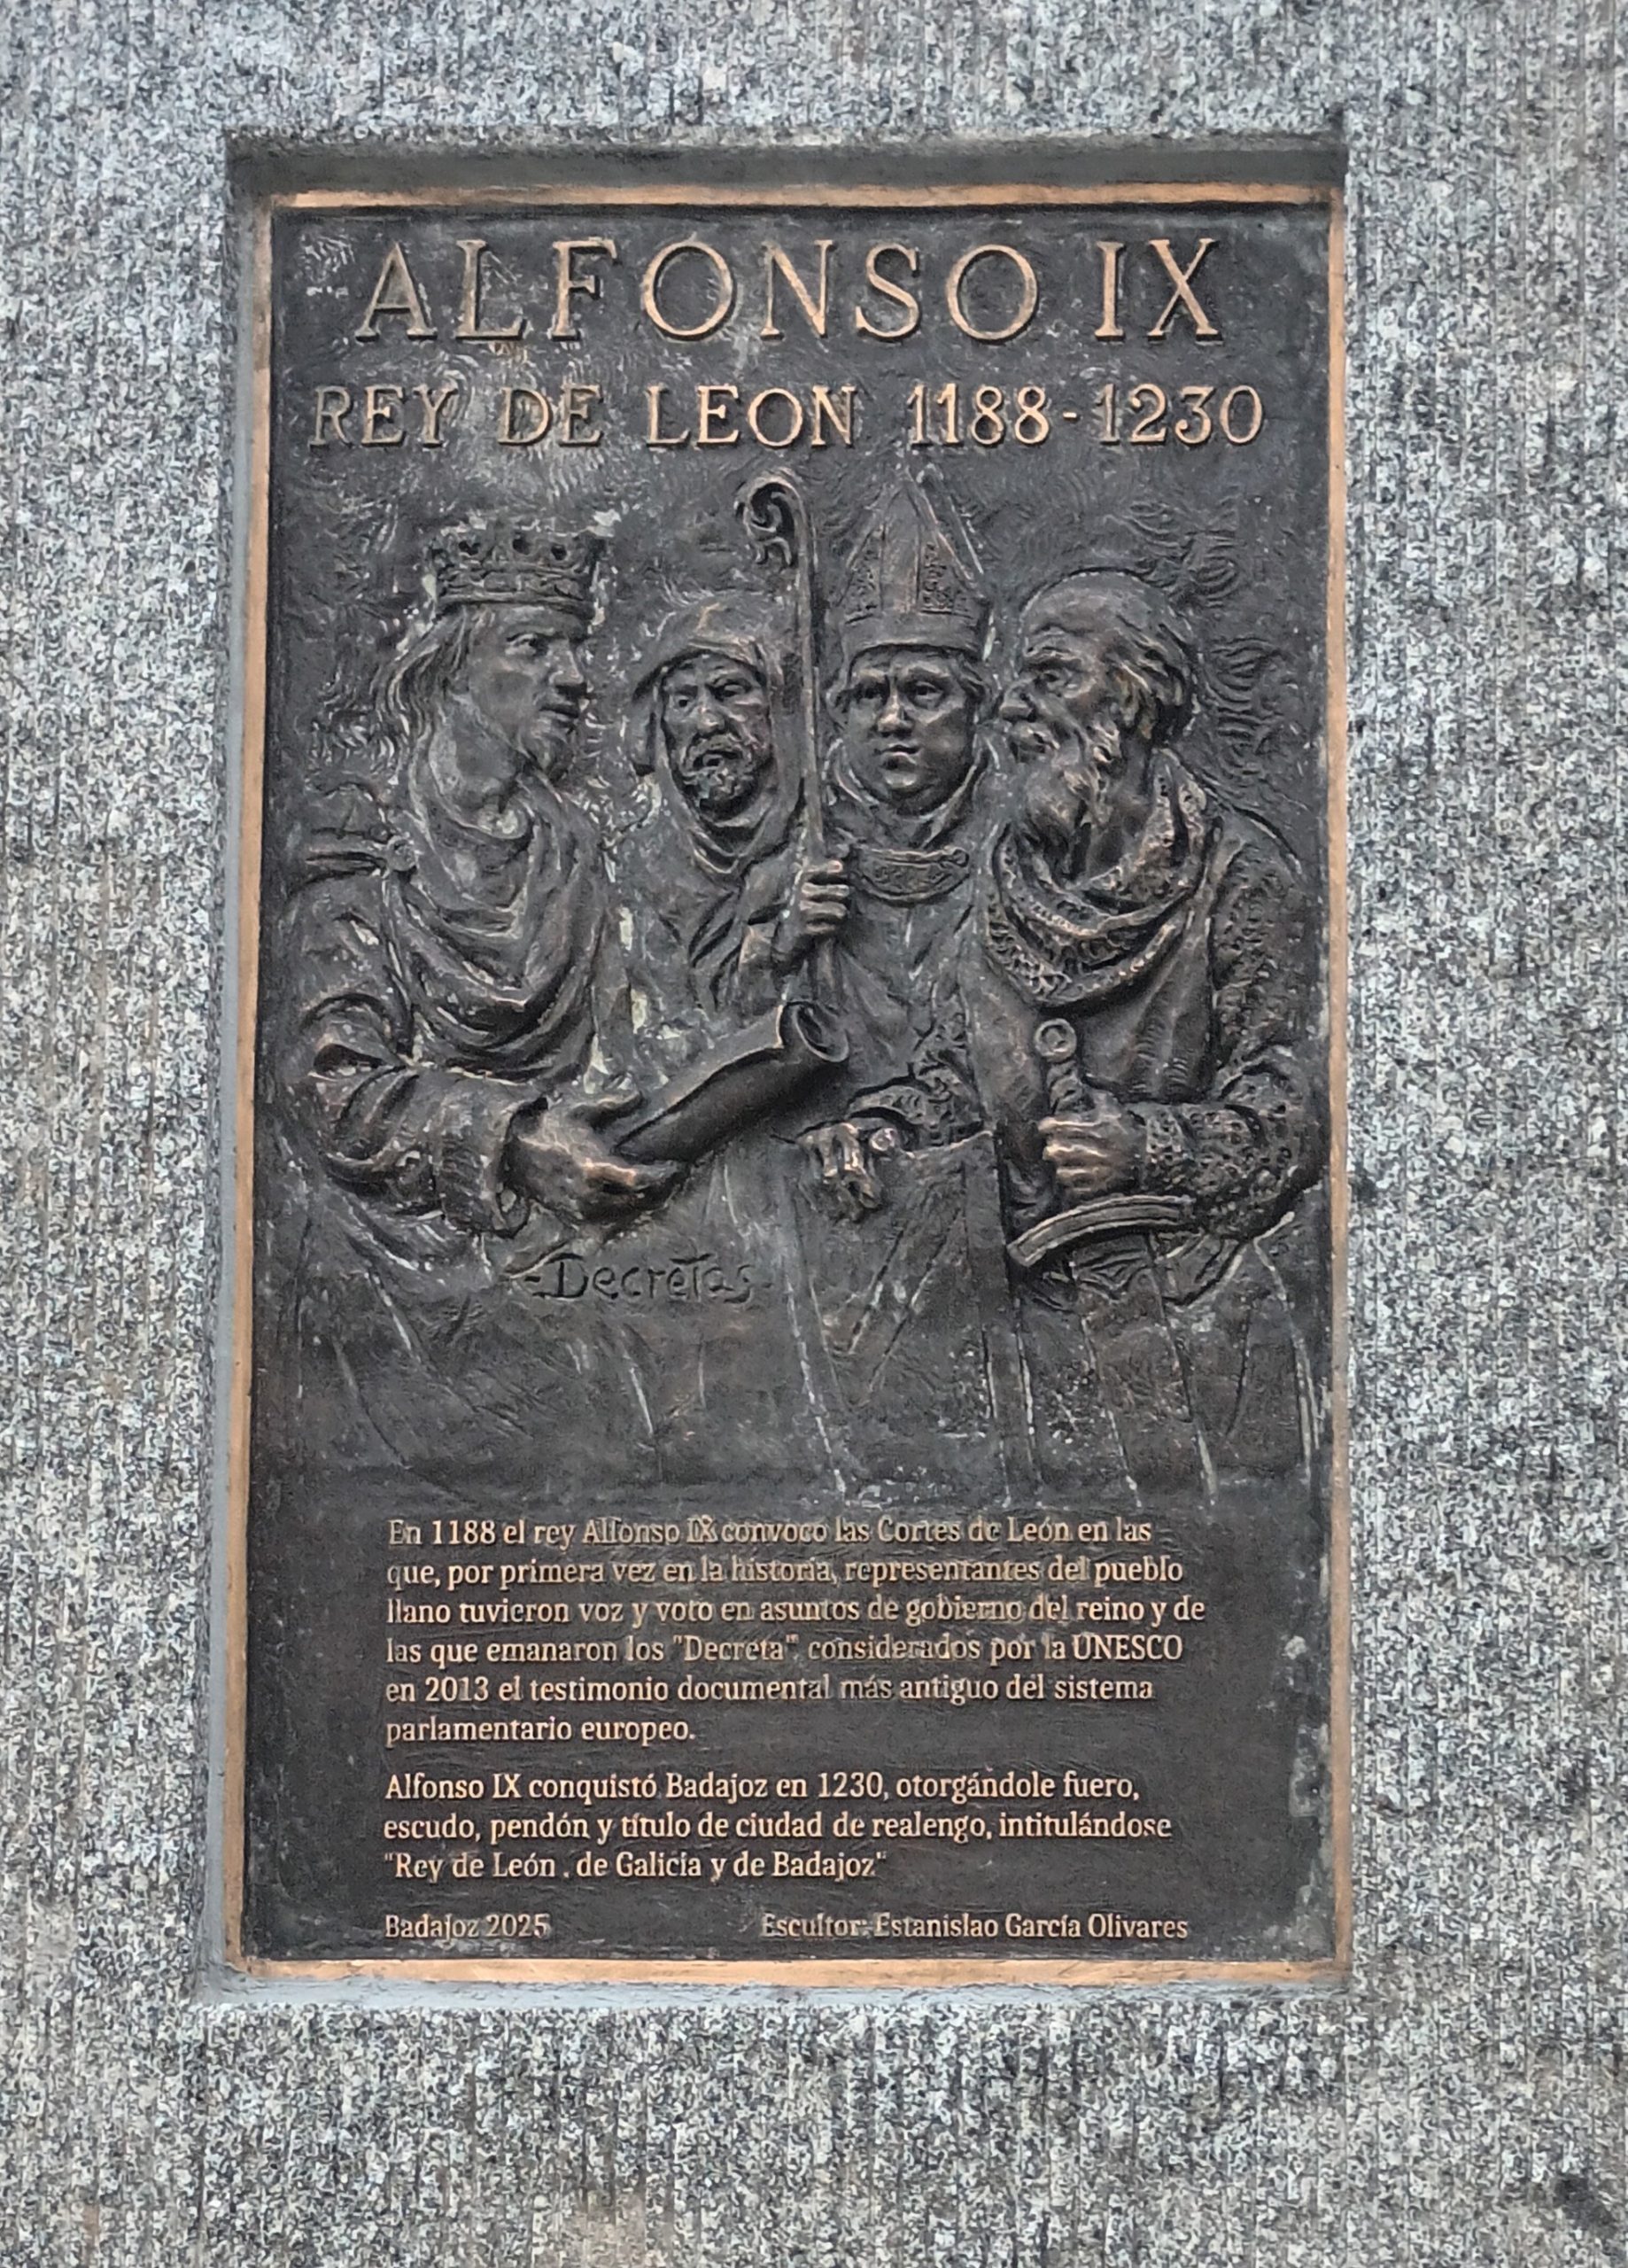 ALFONSO IX
REY DE LEON 1188-1230
-Decretas-
En 1188 el rey Alfonso IX convoco las Cortes de León en las
que, por primera vez en la historia, representantes del pueblo
llano tuvieron voz y voto en asuntos de gobierno del reino y de
las que emanaron los "Decreta", considerados por la UNESCO
en 2013 el testimonio documental más antiguo del sistema
parlamentario europeo.
Alfonso IX conquistó Badajoz en 1230, otorgándole fuero,
escudo, pendón y título de ciudad de realengo, intitulándose
"Rey de León , de Galicia y de Badajoz"
Badajoz 2025 Escultor: Estanislao García Olivares